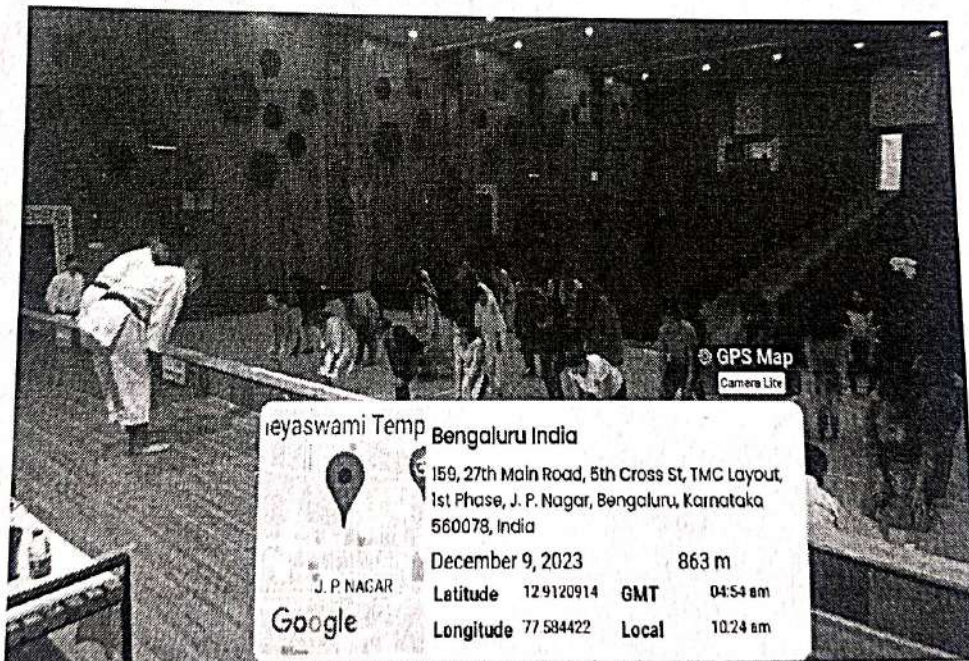 GPS Map
Camera Lite
eyaswami Temp
J. P. NAGAR
Google
Bengaluru India
159, 27th Main Road, 5th Cross St, TMC Layout,
1st Phase, J. P. Nagar, Bengaluru, Karnataka
560078, India
December 9, 2023 863 m
Latitude 12.9120914 GMT 04:54 am
Longitude 77.584422 Local 10:24 am